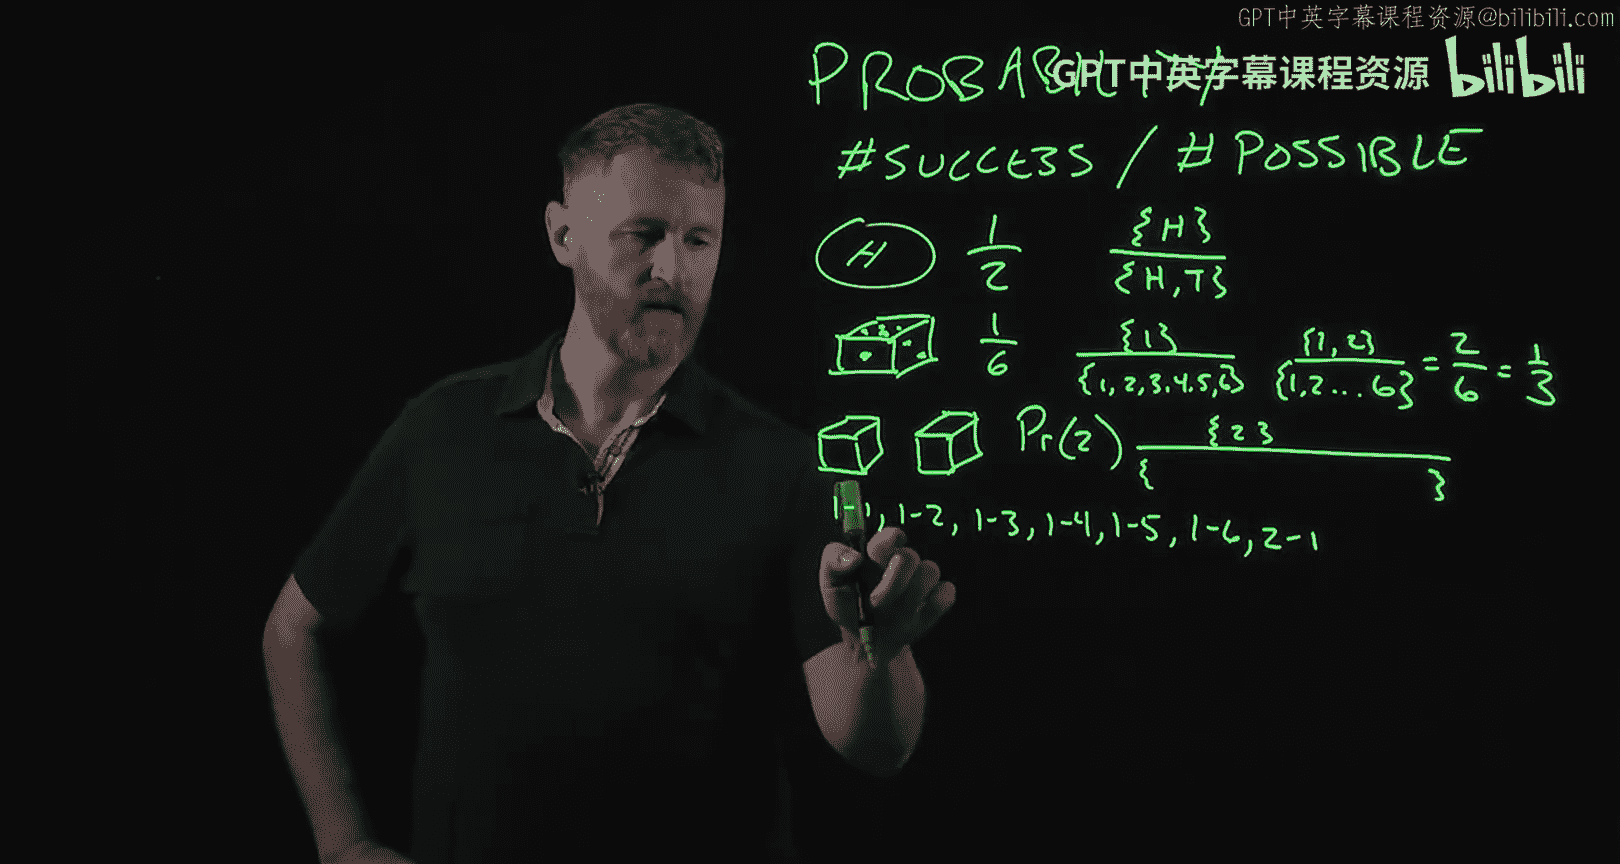 GPT中英字幕课程资源@bilibili.com
PROBABILITY
GPT中英字幕课程资源 bilibili
#SUCCESS / #POSSIBLE
H 1/2 {H}/{H,T}
1/6 {1}/{1,2,3.4.5,6} {1,2}/{1,2...6} = 2/6 = 1/3
Pr(2) {2}/{ }
1-1, 1-2, 1-3, 1-4, 1-5, 1-6, 2-1